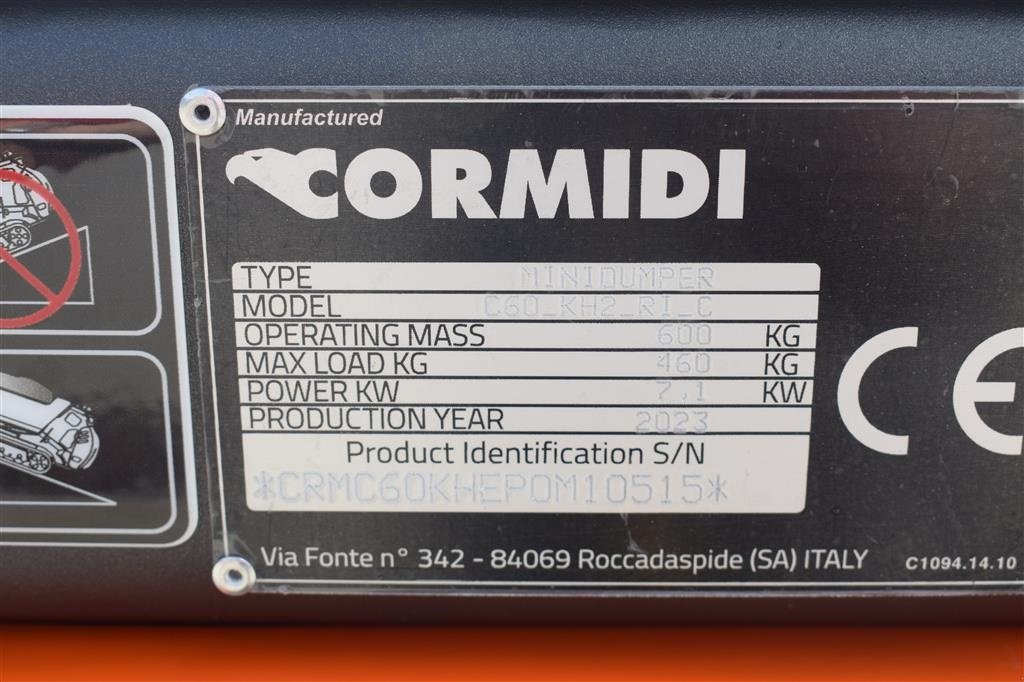 Manufactured
CORMIDI
TYPE MINIDUMPER
MODEL C60_KH2_RI_C
OPERATING MASS 600 KG
MAX LOAD KG 460 KG
POWER KW 7,1 KW
PRODUCTION YEAR 2023
Product Identification S/N
*CRMC60KHEP0M10515*
CE
Via Fonte n° 342 - 84069 Roccadaspide (SA) ITALY C1094.14.10